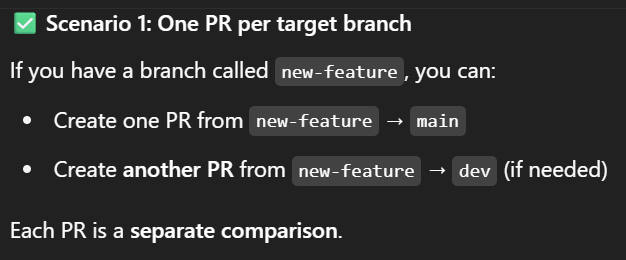 ✅ Scenario 1: One PR per target branch
If you have a branch called new-feature, you can:
• Create one PR from new-feature → main
• Create another PR from new-feature → dev (if needed)
Each PR is a separate comparison.